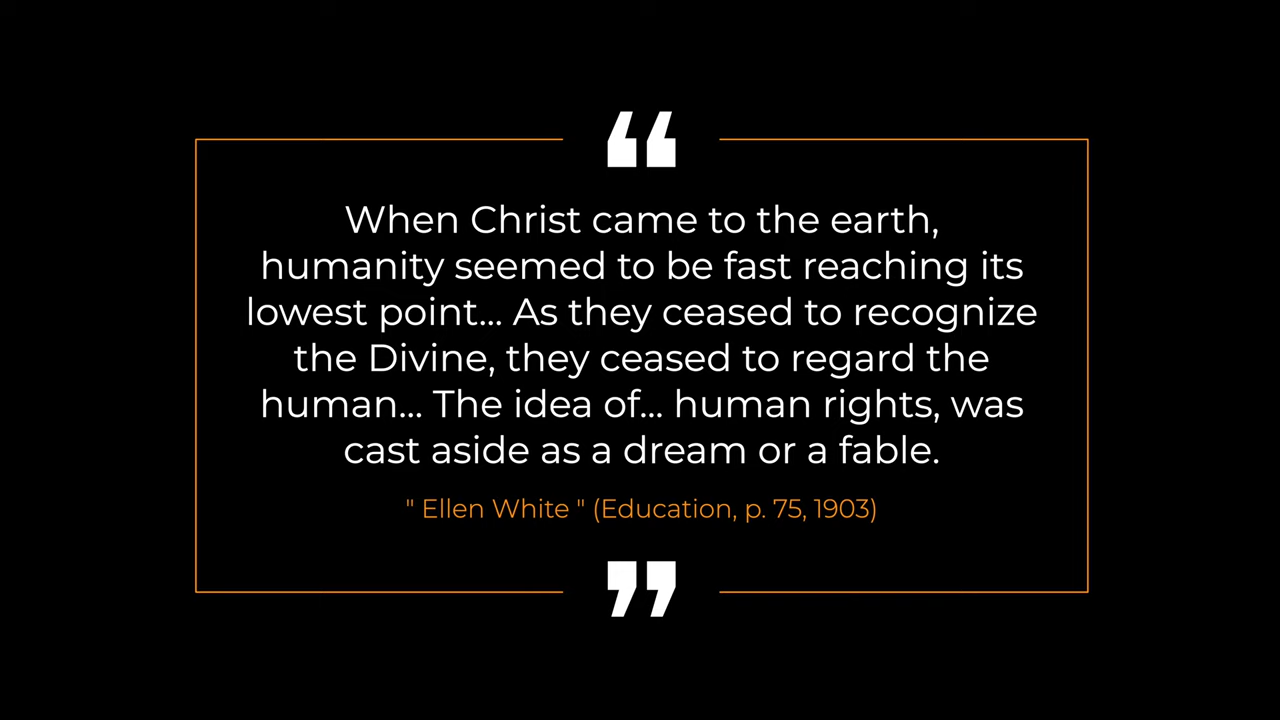 “
When Christ came to the earth,
humanity seemed to be fast reaching its
lowest point... As they ceased to recognize
the Divine, they ceased to regard the
human... The idea of... human rights, was
cast aside as a dream or a fable.
" Ellen White " (Education, p. 75, 1903)
”